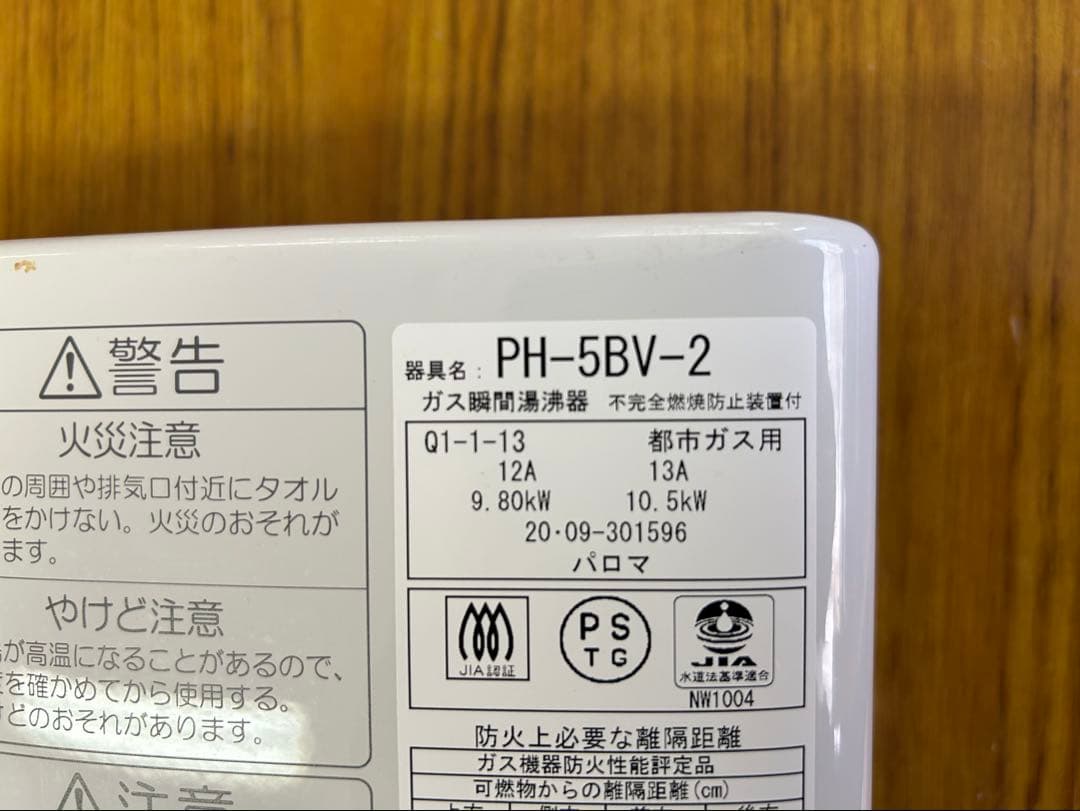 警告
火災注意
の周囲や排気口付近にタオル
をかけない。火災のおそれが
ます。
やけど注意
が高温になることがあるので、
を確かめてから使用する。
けどのおそれがあります。
注意
器具名: PH-5BV-2
ガス瞬間湯沸器 不完全燃焼防止装置付
Q1-1-13 都市ガス用
12A 13A
9.80kW 10.5kW
20・09-301596
パロマ
JIA認証
PS
TG
JIA
水道法基準適合
NW1004
防火上必要な離隔距離
ガス機器防火性能評定品
可燃物からの離隔距離(cm)